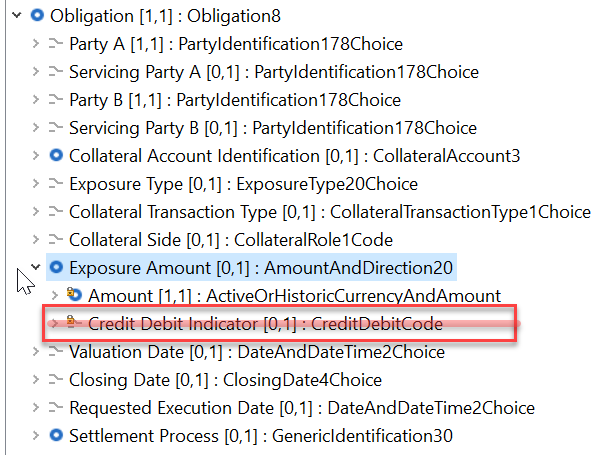 Obligation [1,1] : Obligation8
Party A [1,1] : PartyIdentification178Choice
Servicing Party A [0,1] : PartyIdentification178Choice
Party B [1,1] : PartyIdentification178Choice
Servicing Party B [0,1] : PartyIdentification178Choice
Collateral Account Identification [0,1] : CollateralAccount3
Exposure Type [0,1] : ExposureType20Choice
Collateral Transaction Type [0,1] : CollateralTransactionType1Choice
Collateral Side [0,1] : CollateralRole1Code
Exposure Amount [0,1] : AmountAndDirection20
Amount [1,1] : ActiveOrHistoricCurrencyAndAmount
Credit Debit Indicator [0,1] : CreditDebitCode
Valuation Date [0,1] : DateAndDateTime2Choice
Closing Date [0,1] : ClosingDate4Choice
Requested Execution Date [0,1] : DateAndDateTime2Choice
Settlement Process [0,1] : GenericIdentification30